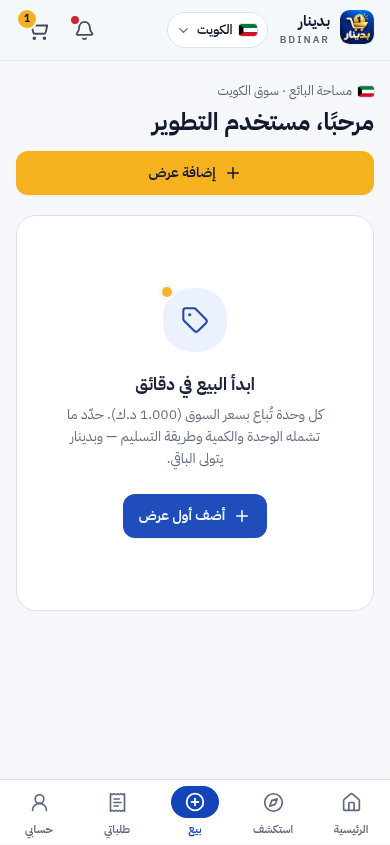 بدينار
BDINAR
الكويت
1
مساحة البائع · سوق الكويت
مرحبًا، مستخدم التطوير
إضافة عرض
ابدأ البيع في دقائق
كل وحدة تُباع بسعر السوق (1.000 د.ك). حدّد ما
تشمله الوحدة والكمية وطريقة التسليم — وبدينار
يتولى الباقي.
أضف أول عرض
الرئيسية
استكشف
بيع
طلباتي
حسابي